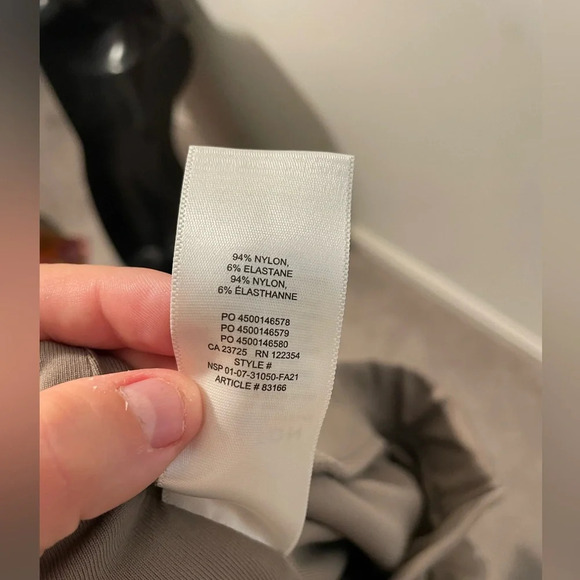 94% NYLON,
6% ELASTANE
94% NYLON,
6% ÉLASTHANNE
PO 4500146578
PO 4500146579
PO 4500146580
CA 23725 RN 122354
STYLE #
NSP 01-07-31050-FA21
ARTICLE # 83166